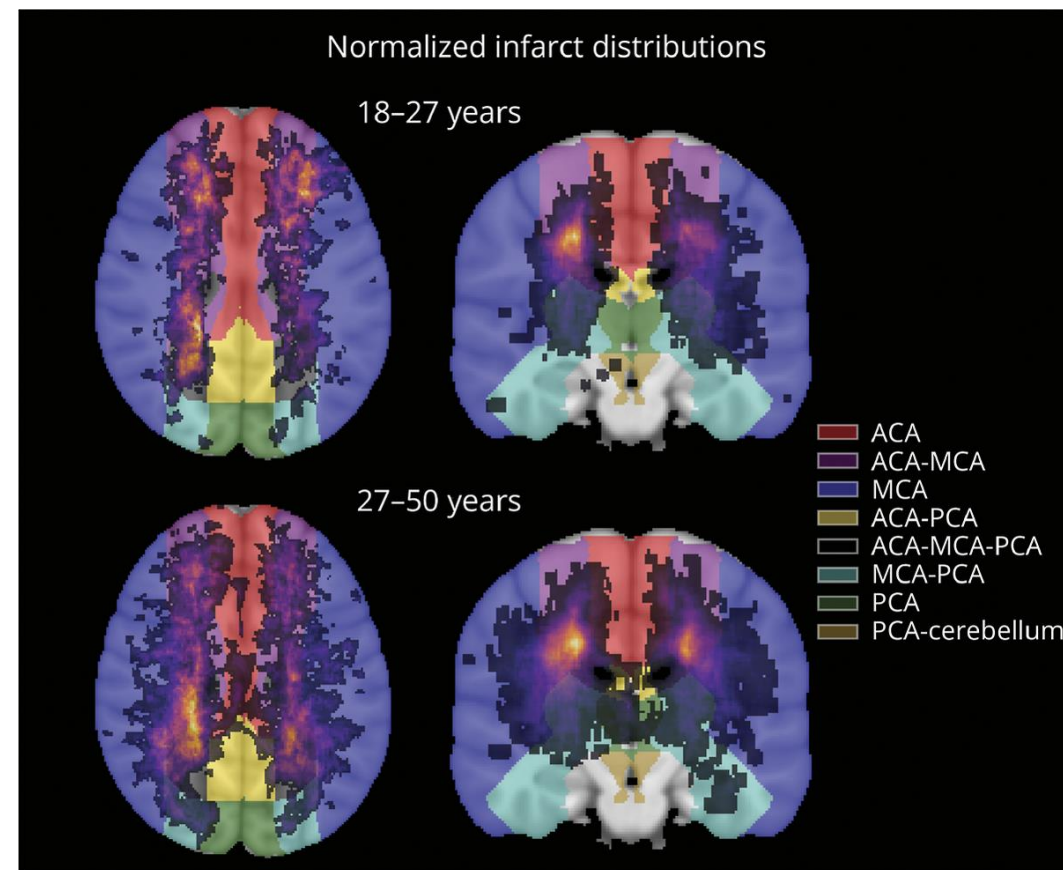 Normalized infarct distributions
18–27 years
ACA
ACA-MCA
MCA
ACA-PCA
ACA-MCA-PCA
MCA-PCA
PCA
PCA-cerebellum
27–50 years